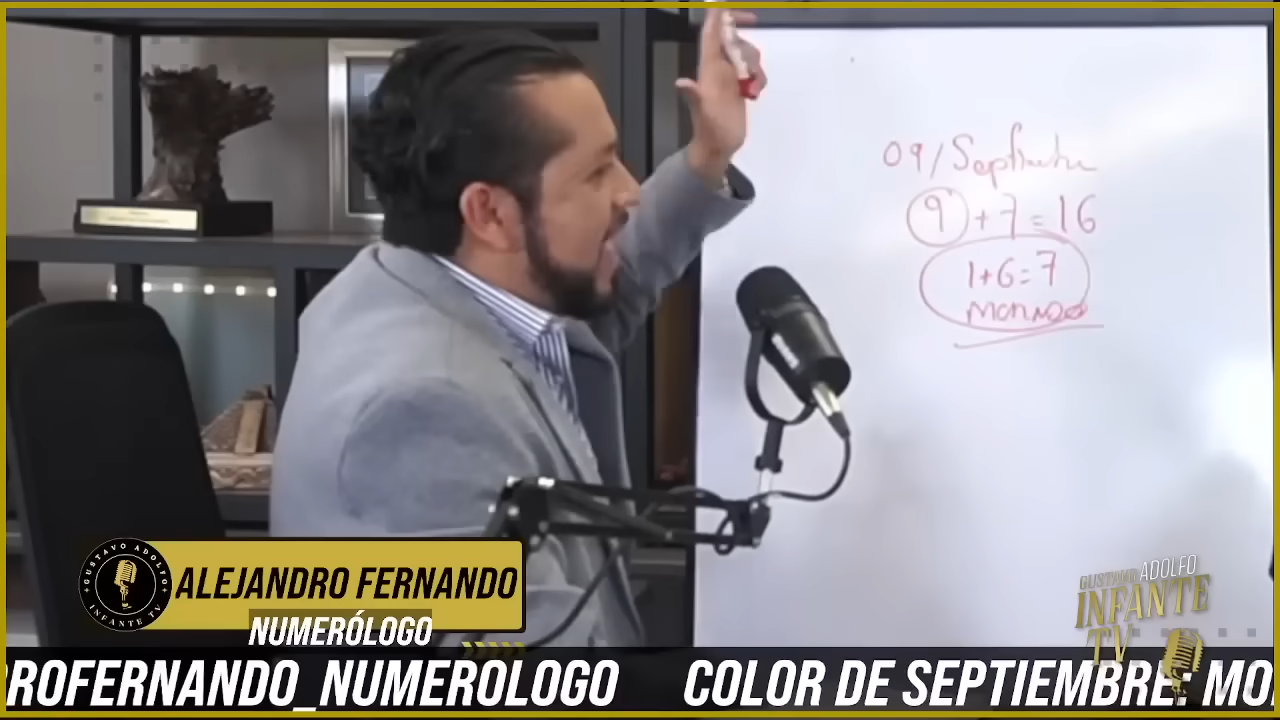 09/Septiembre
9+7=16
1+6=7
MORADO
GUSTAVO ADOLFO
INFANTE TV
ALEJANDRO FERNANDO
NUMERÓLOGO
GUSTAVO ADOLFO
INFANTE
TV
ROFERNANDO_NUMEROLOGO COLOR DE SEPTIEMBRE: MO